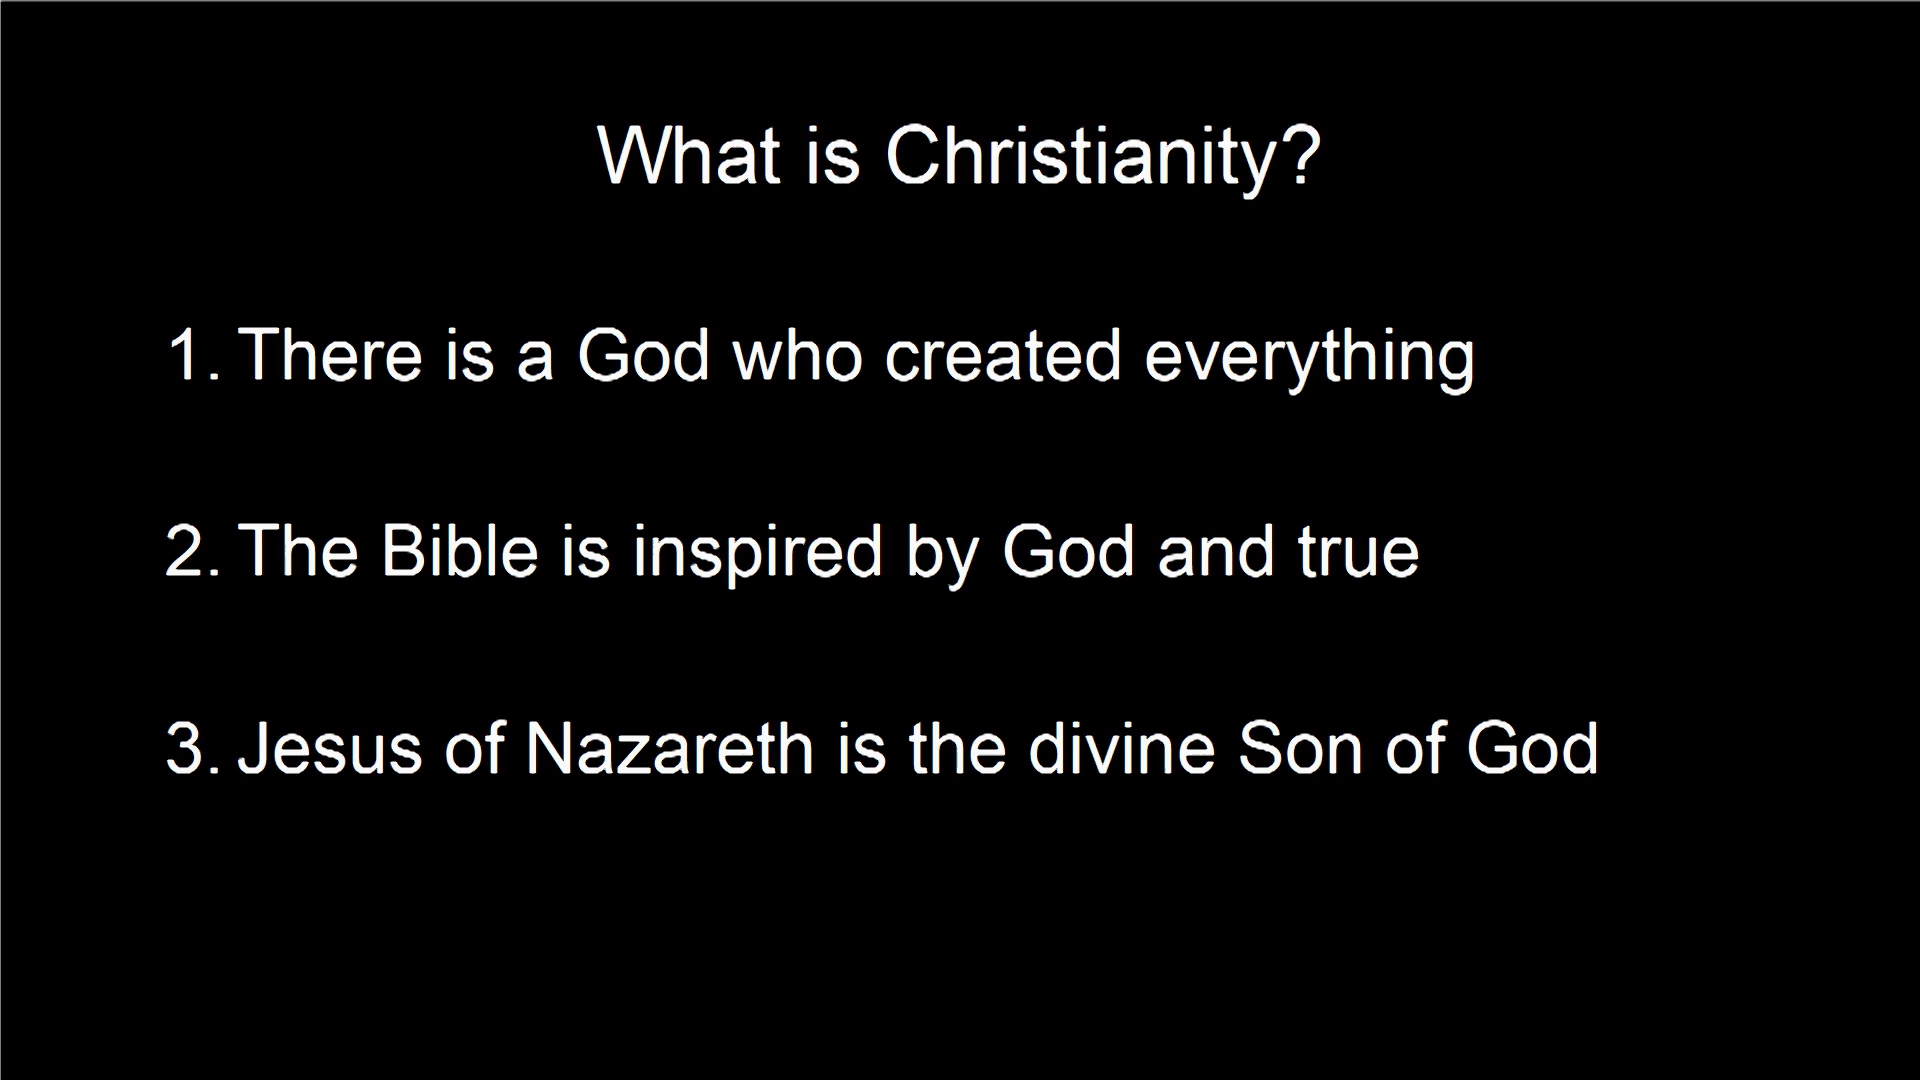 What is Christianity?
1. There is a God who created everything
2. The Bible is inspired by God and true
3. Jesus of Nazareth is the divine Son of God